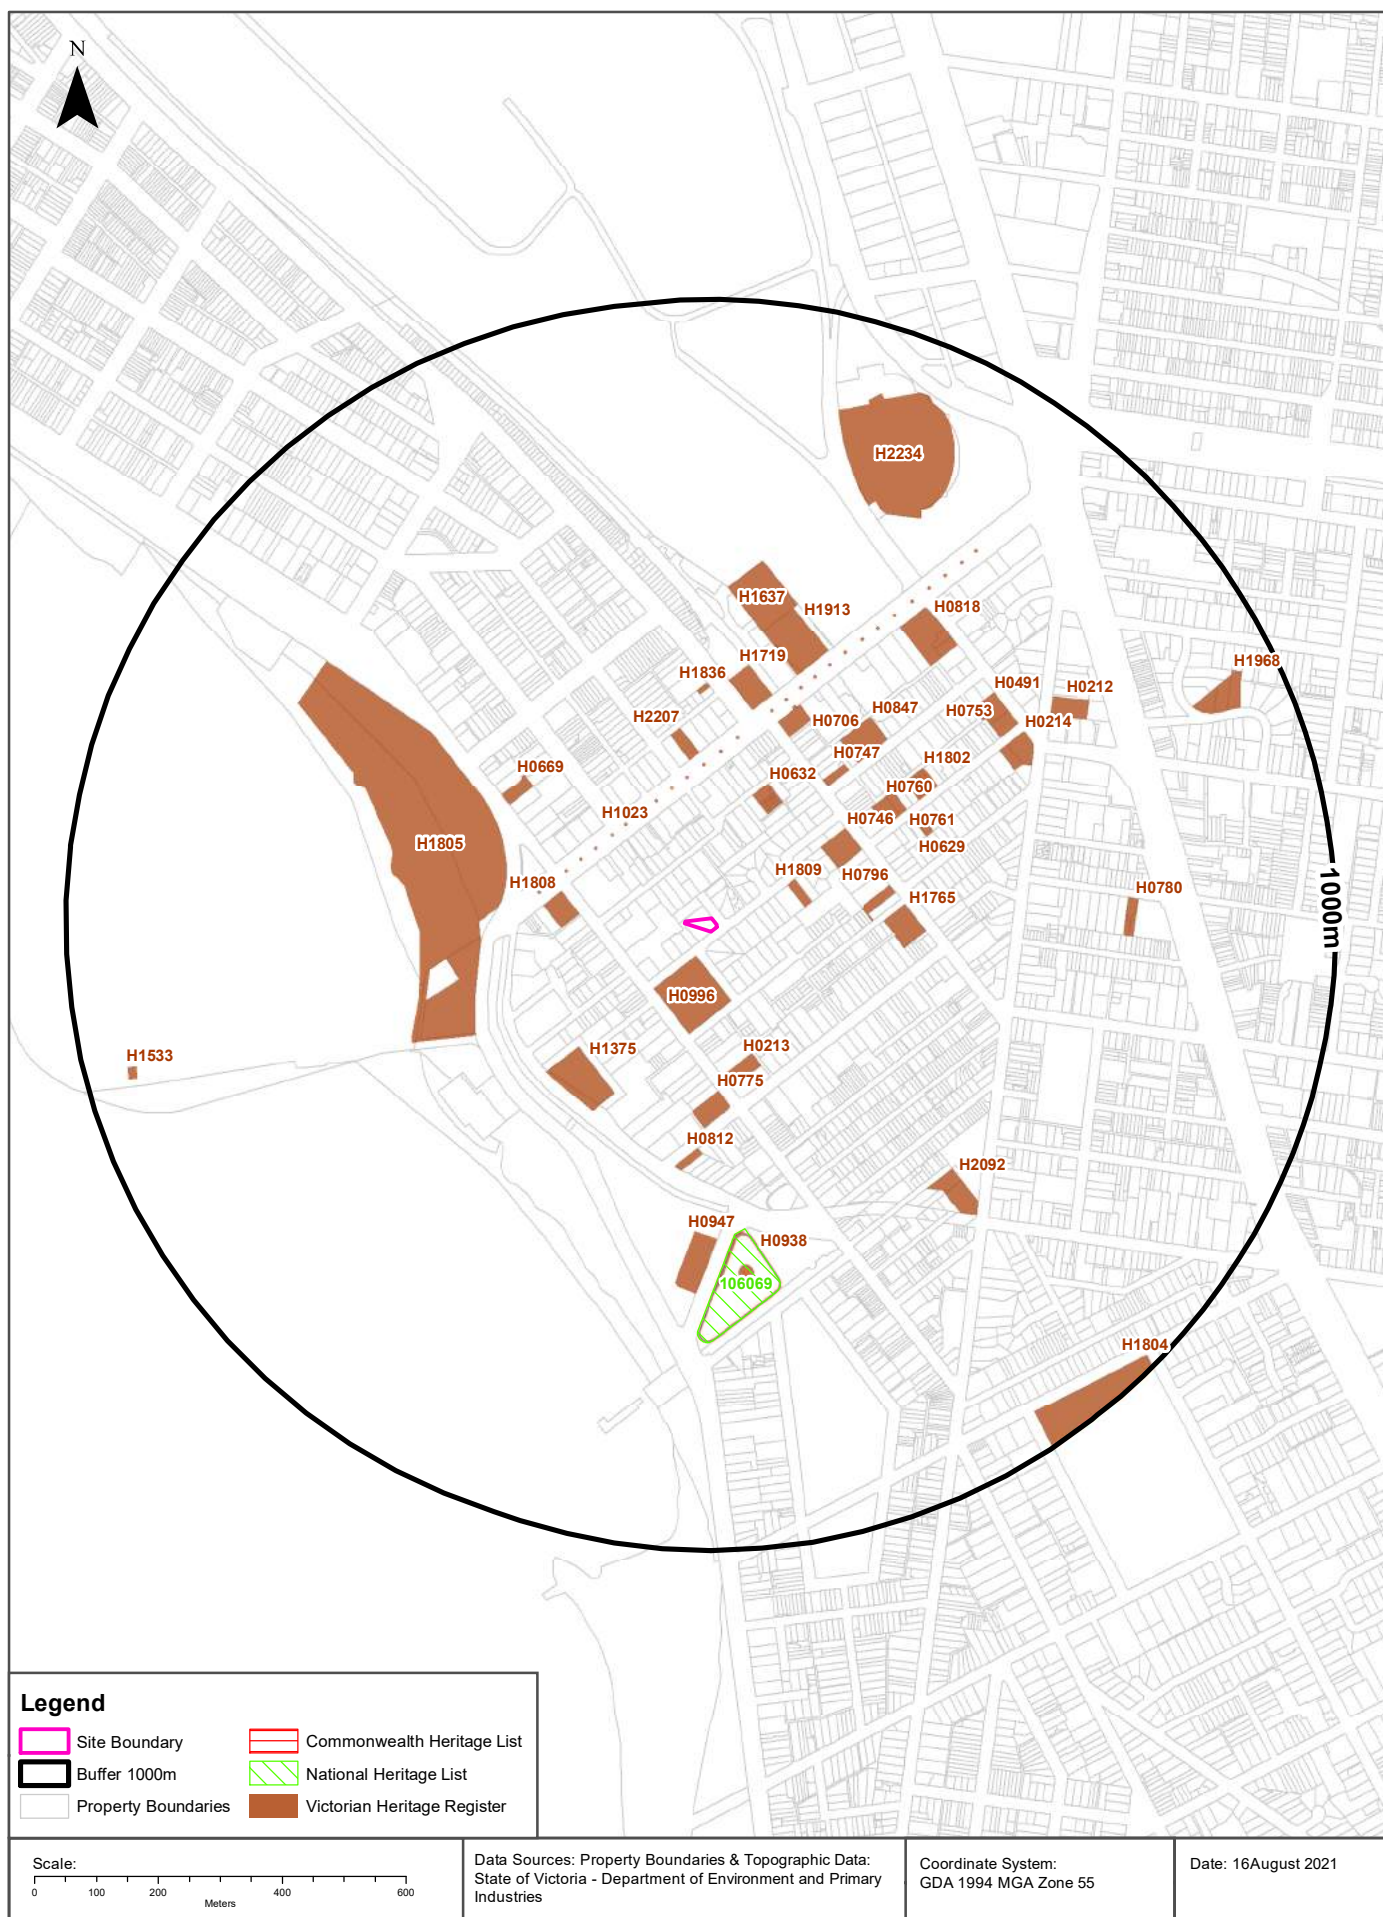 N
H2234
H1637
H1913
H0818
H1719
H1968
H1836
H0491
H0212
H2207
H0706
H0847
H0753
H0214
H0747
H1802
H0669
H0632
H0760
H1023
H0746
H0761
H1805
H0629
H1809
H0796
H1808
H1765
H0780
1000m
H0996
H1533
H1375
H0213
H0775
H0812
H2092
H0947
H0938
106069
H1804
Legend
Site Boundary
Commonwealth Heritage List
Buffer 1000m
National Heritage List
Property Boundaries
Victorian Heritage Register
Scale:
0 100 200 400 600
Meters
Data Sources: Property Boundaries & Topographic Data:
State of Victoria - Department of Environment and Primary
Industries
Coordinate System:
GDA 1994 MGA Zone 55
Date: 16August 2021